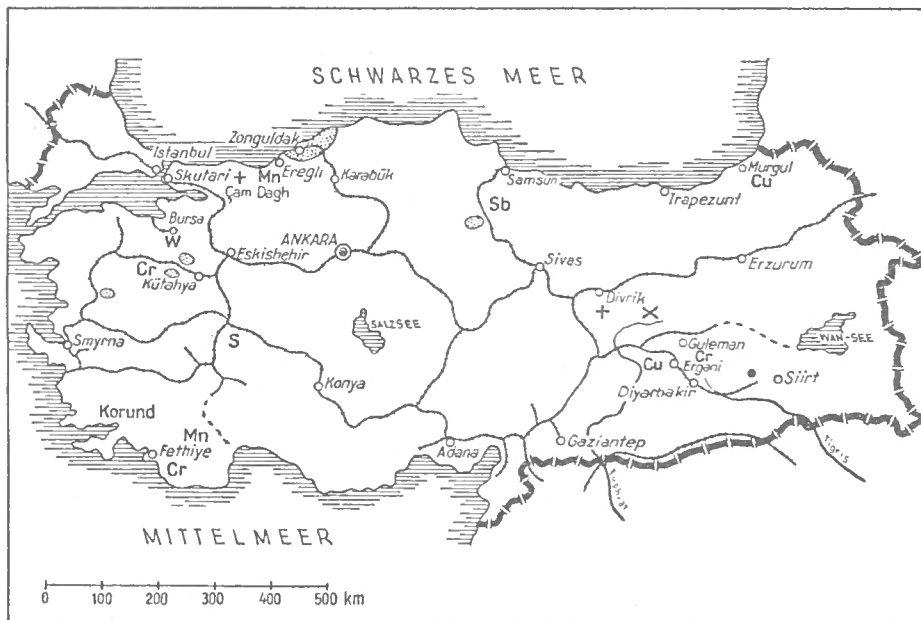 SCHWARZES MEER
Zonguldak
Istanbul
Skutari
Mn
Eregli
Karabük
Çam Dagh
Samsun
Murgul
Cu
Trapezunt
Sb
Bursa
W
ANKARA
Eskishehir
Sivas
Erzurum
Cr
Kütahya
Divrik
SALZSEE
WAN-SEE
Smyrna
S
Guleman
Cr
Cu
Ergani
Siirt
Diyarbakir
Konya
Korund
Mn
Fethiye
Cr
Adana
Gaziantep
Euphrat
Tigris
MITTELMEER
0 100 200 300 400 500 km